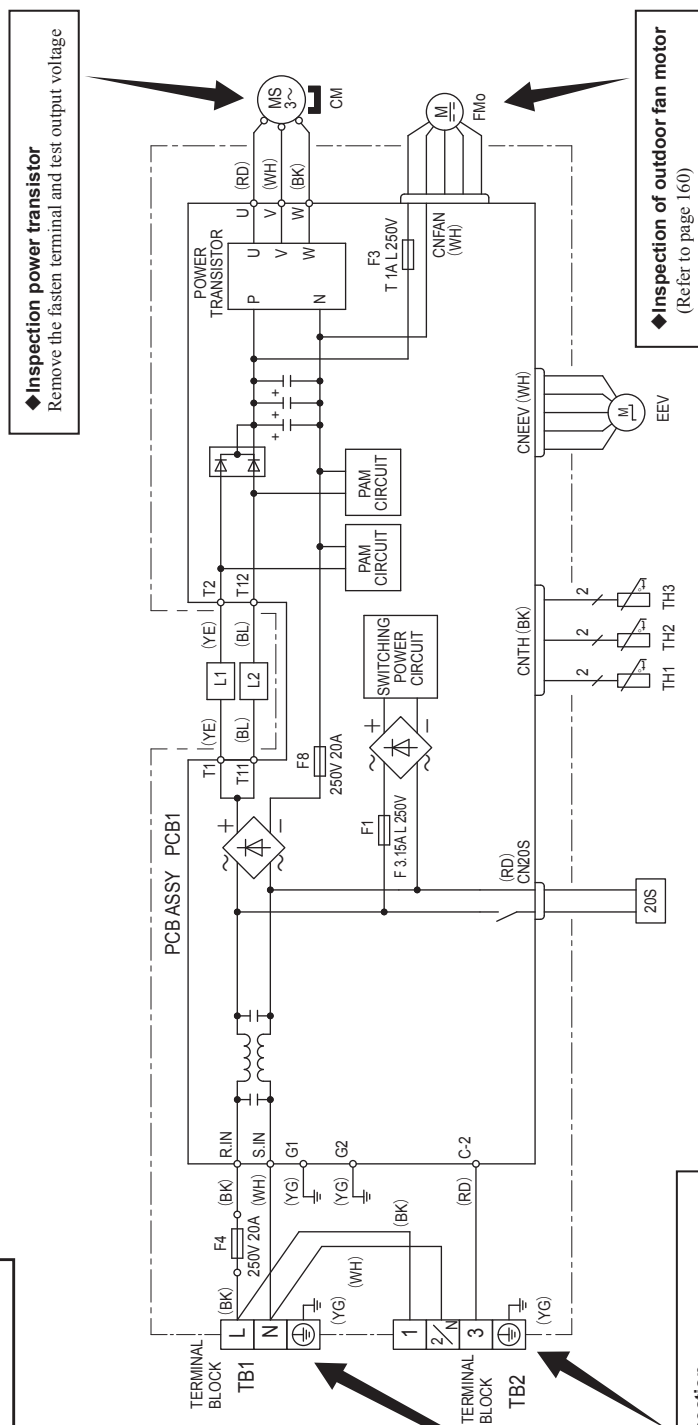 ◆Inspection power transistor
Remove the fasten terminal and test output voltage
◆Inspection of outdoor fan motor
(Refer to page 160)
MS
3~
CM
M
FMo
(RD)
(WH)
(BK)
U
V
W
POWER
TRANSISTOR
P
N
U
V
W
F3
T 1A L 250V
CNFAN
(WH)
+
+
+
PAM
CIRCUIT
PAM
CIRCUIT
T2
T12
(YE)
(BL)
L1
L2
(YE)
(BL)
T1
T11
F8
250V 20A
SWITCHING
POWER
CIRCUIT
+
−
~
~
F1
F 3.15A L 250V
PCB ASSY PCB1
+
−
~
~
CNEEV (WH)
M
EEV
CNTH (BK)
2
2
2
TH1
TH2
TH3
(RD)
CN20S
20S
R.IN
S.IN
G1
G2
C-2
(BK)
(WH)
(YG)
(YG)
(RD)
F4
250V 20A
(BK)
(BK)
(WH)
TERMINAL
BLOCK
TB1
L
N
(YG)
TERMINAL
BLOCK
TB2
1
2/N
3
(YG)